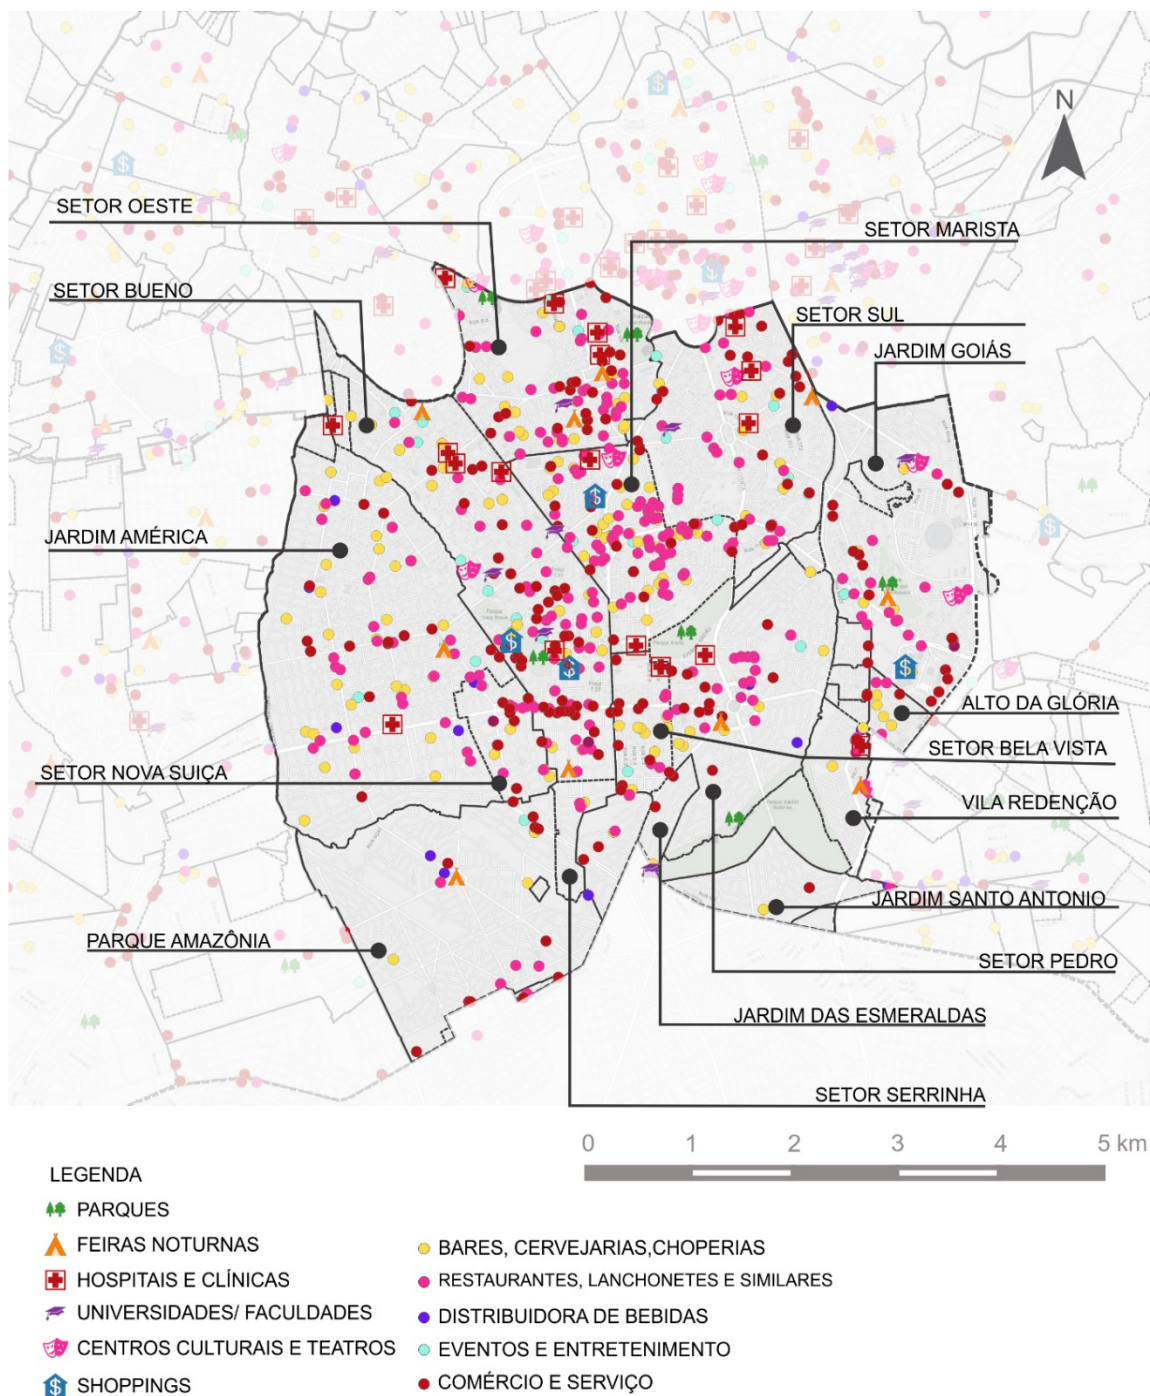 N
SETOR OESTE
SETOR MARISTA
SETOR BUENO
SETOR SUL
JARDIM GOIÁS
JARDIM AMÉRICA
ALTO DA GLÓRIA
SETOR BELA VISTA
SETOR NOVA SUIÇA
VILA REDENÇÃO
JARDIM SANTO ANTONIO
PARQUE AMAZÔNIA
SETOR PEDRO
JARDIM DAS ESMERALDAS
SETOR SERRINHA
0 1 2 3 4 5 km
LEGENDA
PARQUES
FEIRAS NOTURNAS
HOSPITAIS E CLÍNICAS
UNIVERSIDADES/ FACULDADES
CENTROS CULTURAIS E TEATROS
SHOPPINGS
BARES, CERVEJARIAS,CHOPERIAS
RESTAURANTES, LANCHONETES E SIMILARES
DISTRIBUIDORA DE BEBIDAS
EVENTOS E ENTRETENIMENTO
COMÉRCIO E SERVIÇO